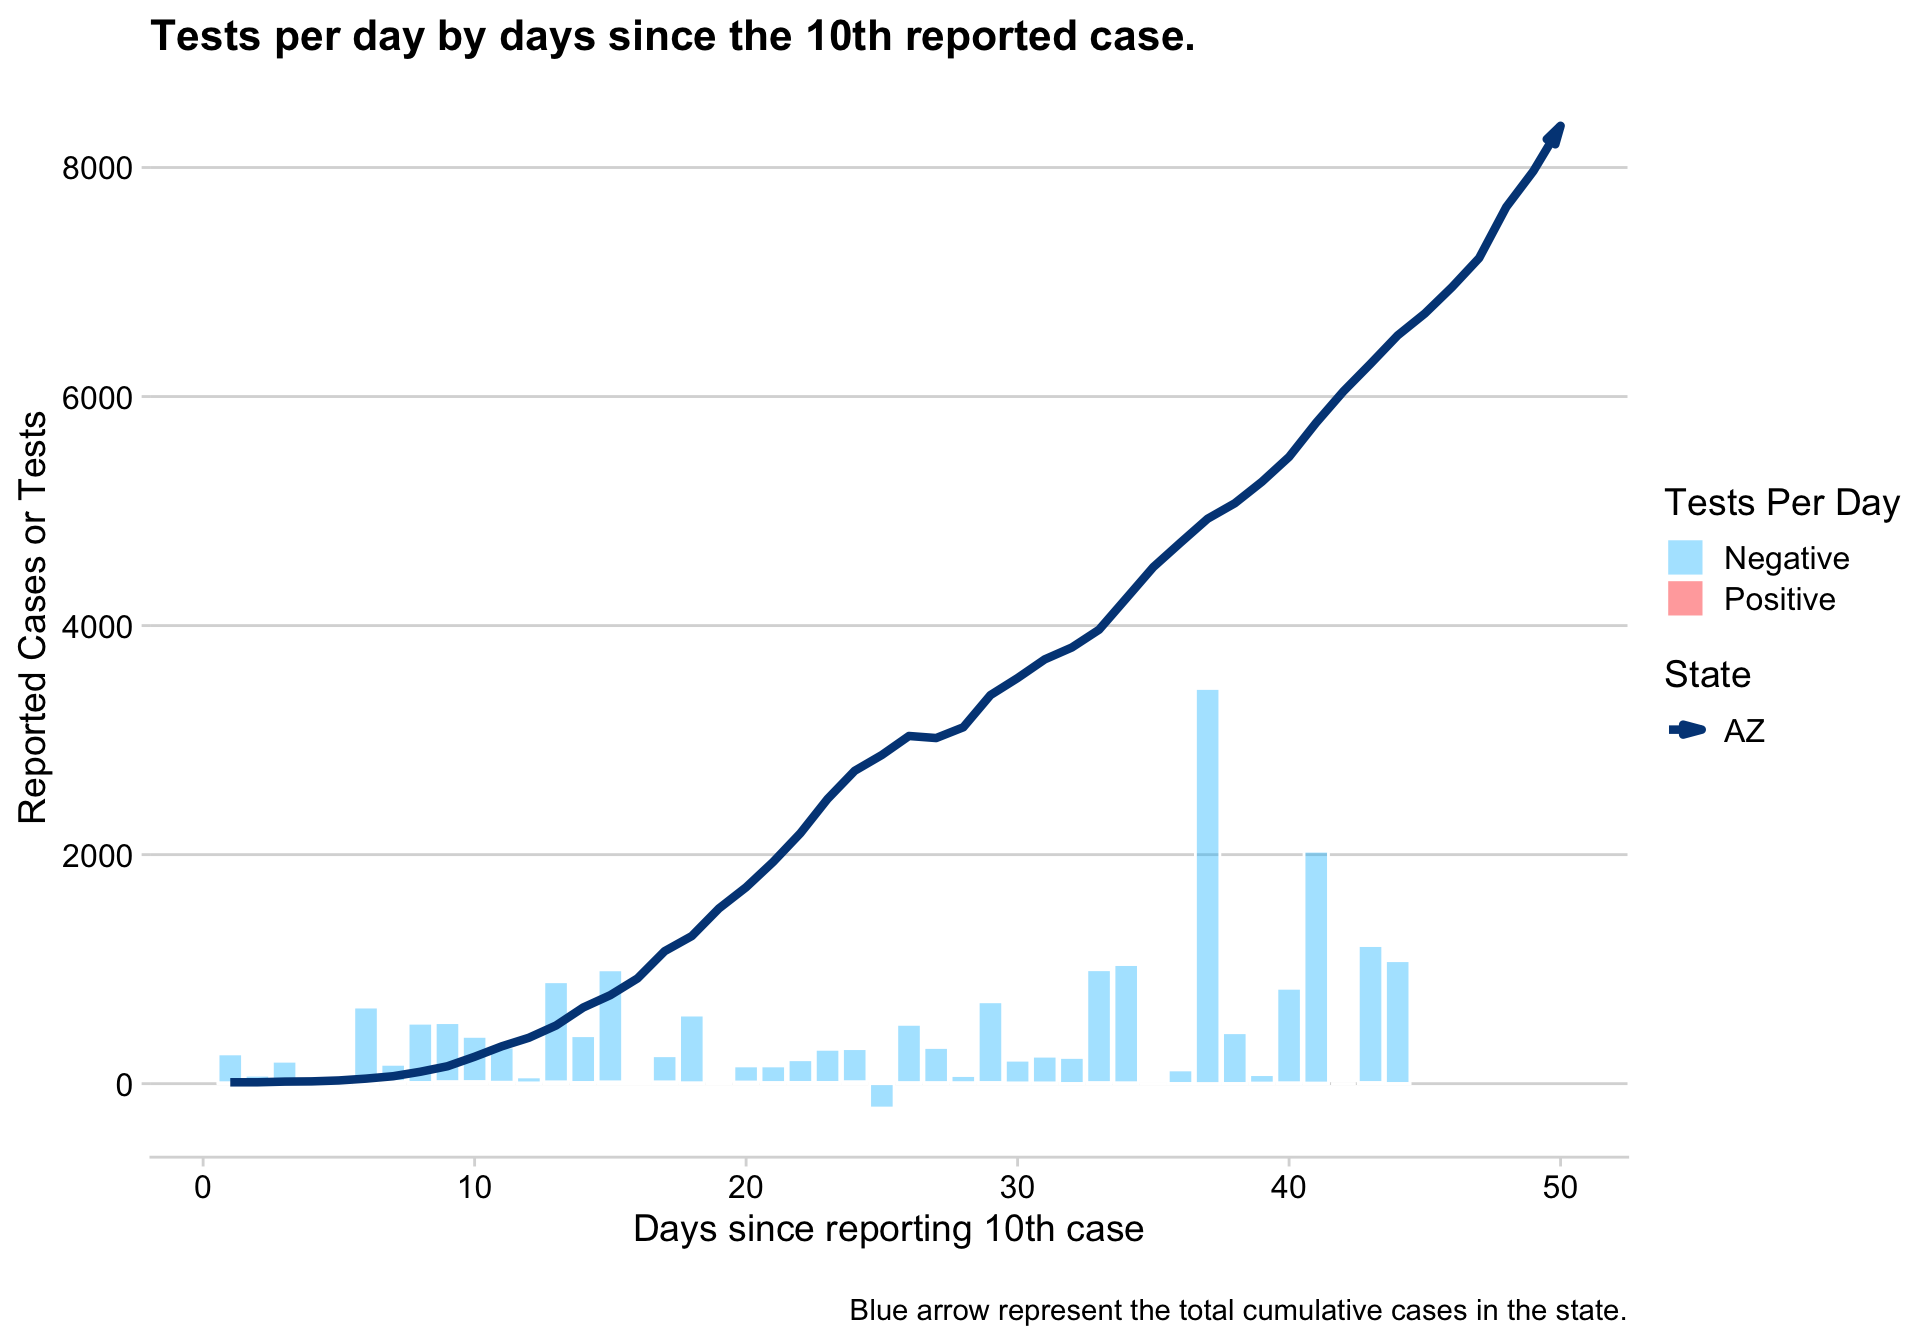 Tests per day by days since the 10th reported case.
8000
6000
4000
2000
0
Reported Cases or Tests
0 10 20 30 40 50
Days since reporting 10th case
Tests Per Day
Negative
Positive
State
AZ
Blue arrow represent the total cumulative cases in the state.